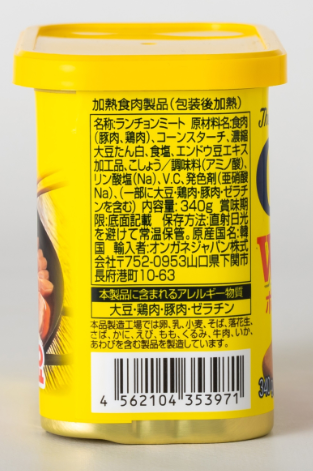 加熱食肉製品(包装後加熱)
名称:ランチョンミート 原材料名:食肉
(豚肉、鶏肉)、コーンスターチ、濃縮
大豆たん白、食塩、エンドウ豆エキス
加工品、こしょう/調味料(アミノ酸)、
リン酸塩(Na)、V.C、発色剤(亜硝酸
Na)、(一部に大豆・鶏肉・豚肉・ゼラチ
ンを含む) 内容量:340g 賞味期
限:底面記載 保存方法:直射日光
を避けて常温保管。原産国名:韓
国 輸入者:オンガネジャパン株式
会社〒752-0953山口県下関市
長府港町10-63
本製品に含まれるアレルギー物質
大豆・鶏肉・豚肉・ゼラチン
本品製造工場では卵、乳、小麦、そば、落花生、
さば、かに、えび、もも、くるみ、牛肉、いか、
あわびを含む製品を製造しています。
4 562104 353971
The